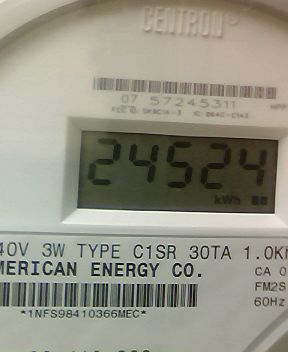 CENTRON®
07 57245311
24524
kWh
40V 3W TYPE C1SR 30TA 1.0K
MERICAN ENERGY CO.
CA 0
FM2S
60Hz
*1NFS98410366MEC*